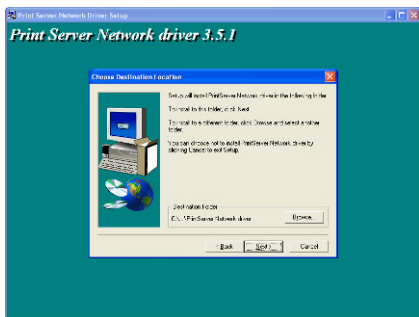 Print Server Network Driver Setup
Print Server Network driver 3.5.1
Choose Destination Location
Setup will install PrintServer Network driver in the following folder.
To install to this folder, click Next.
To install to a different folder, click Browse and select another
folder.
You can choose not to install PrintServer Network driver by
clicking Cancel to exit Setup.
Destination Folder
C:\...\PrintServer Network driver
Browse...
< Back
Next >
Cancel